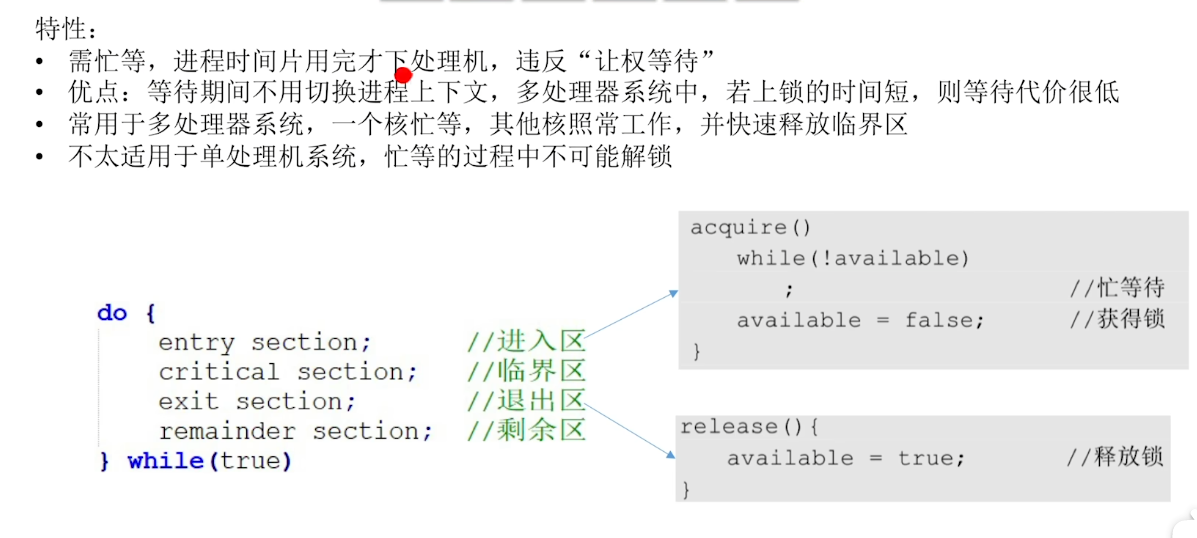 特性：
• 需忙等，进程时间片用完才下处理机，违反“让权等待”
• 优点：等待期间不用切换进程上下文，多处理器系统中，若上锁的时间短，则等待代价很低
• 常用于多处理器系统，一个核忙等，其他核照常工作，并快速释放临界区
• 不太适用于单处理机系统，忙等的过程中不可能解锁
do {
entry section; //进入区
critical section; //临界区
exit section; //退出区
remainder section; //剩余区
} while(true)
acquire()
while(!available)
; //忙等待
available = false; //获得锁
}
release(){
available = true; //释放锁
}